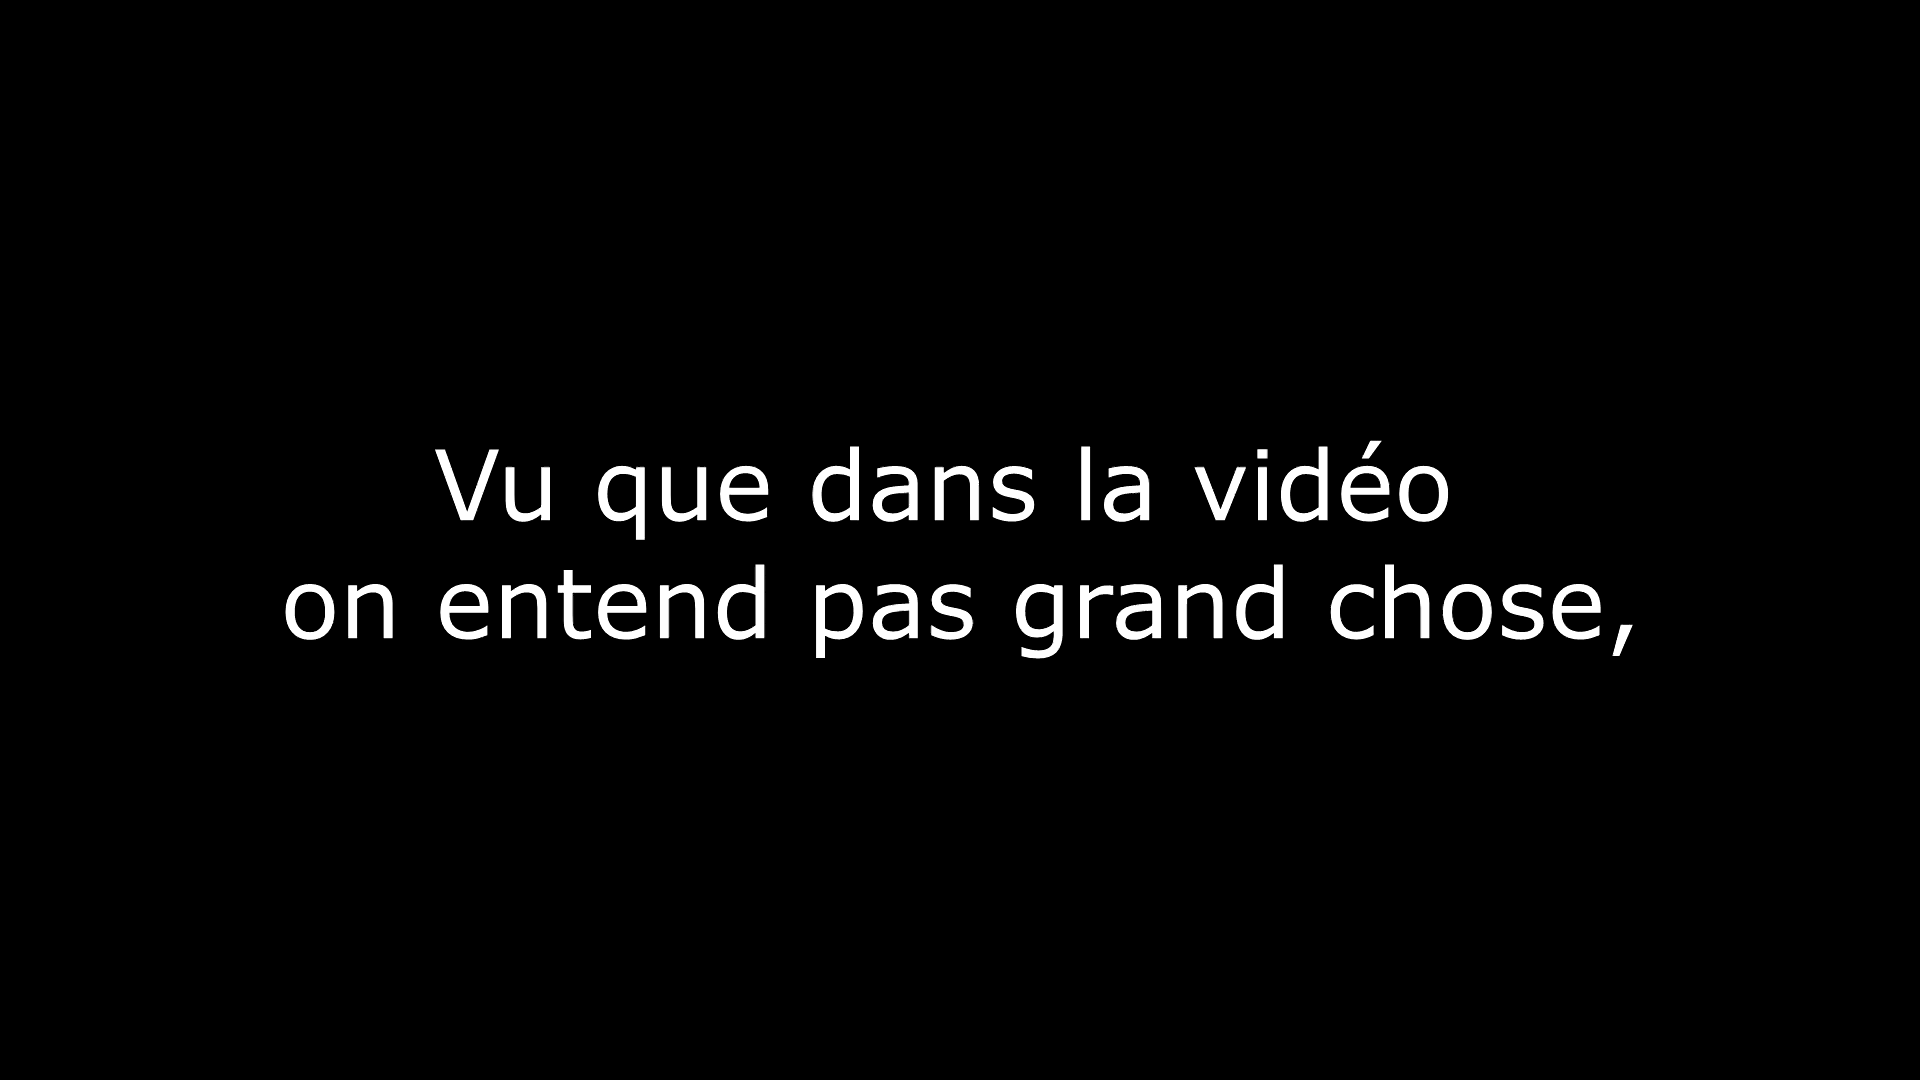 Vu que dans la vidéo
on entend pas grand chose,